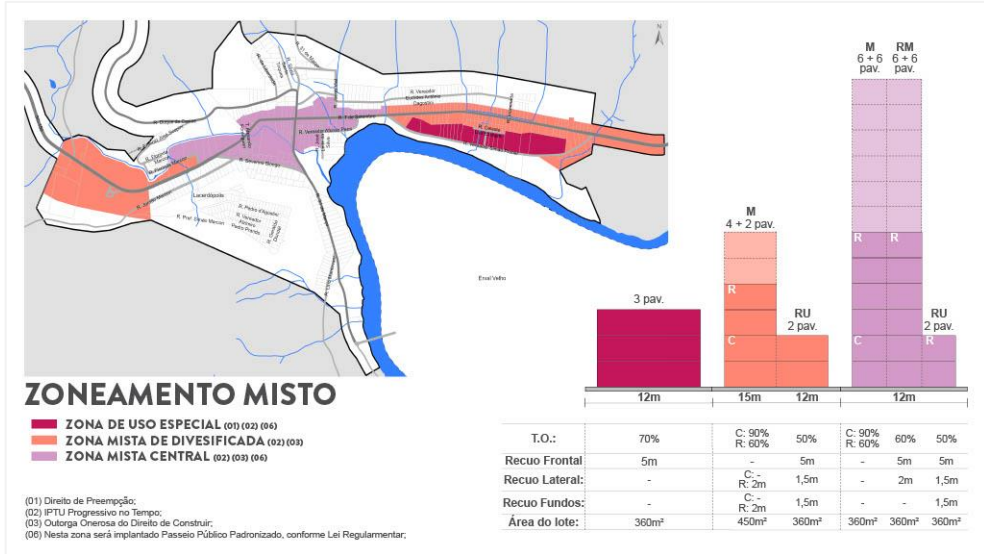 N
Lacerdópolis
Erval Velho
ZONEAMENTO MISTO
ZONA DE USO ESPECIAL (01) (02) (06)
ZONA MISTA DE DIVESIFICADA (02) (03)
ZONA MISTA CENTRAL (02) (03) (06)
(01) Direito de Preempção;
(02) IPTU Progressivo no Tempo;
(03) Outorga Onerosa do Direito de Construir;
(06) Nesta zona será implantado Passeio Público Padronizado, conforme Lei Regularmentar;
3 pav.
M
4 + 2 pav.
R
C
RU
2 pav.
M
6 + 6
pav.
RM
6 + 6
pav.
R R
C
RU
2 pav.
R
12m 15m 12m 12m
T.O.: 70% C: 90% R: 60% 50% C: 90% R: 60% 60% 50%
Recuo Frontal 5m - 5m - 5m 5m
Recuo Lateral: - C: - R: 2m 1,5m - 2m 1,5m
Recuo Fundos: - C: - R: 2m 1,5m - - 1,5m
Área do lote: 360m² 450m² 360m² 360m² 360m² 360m²